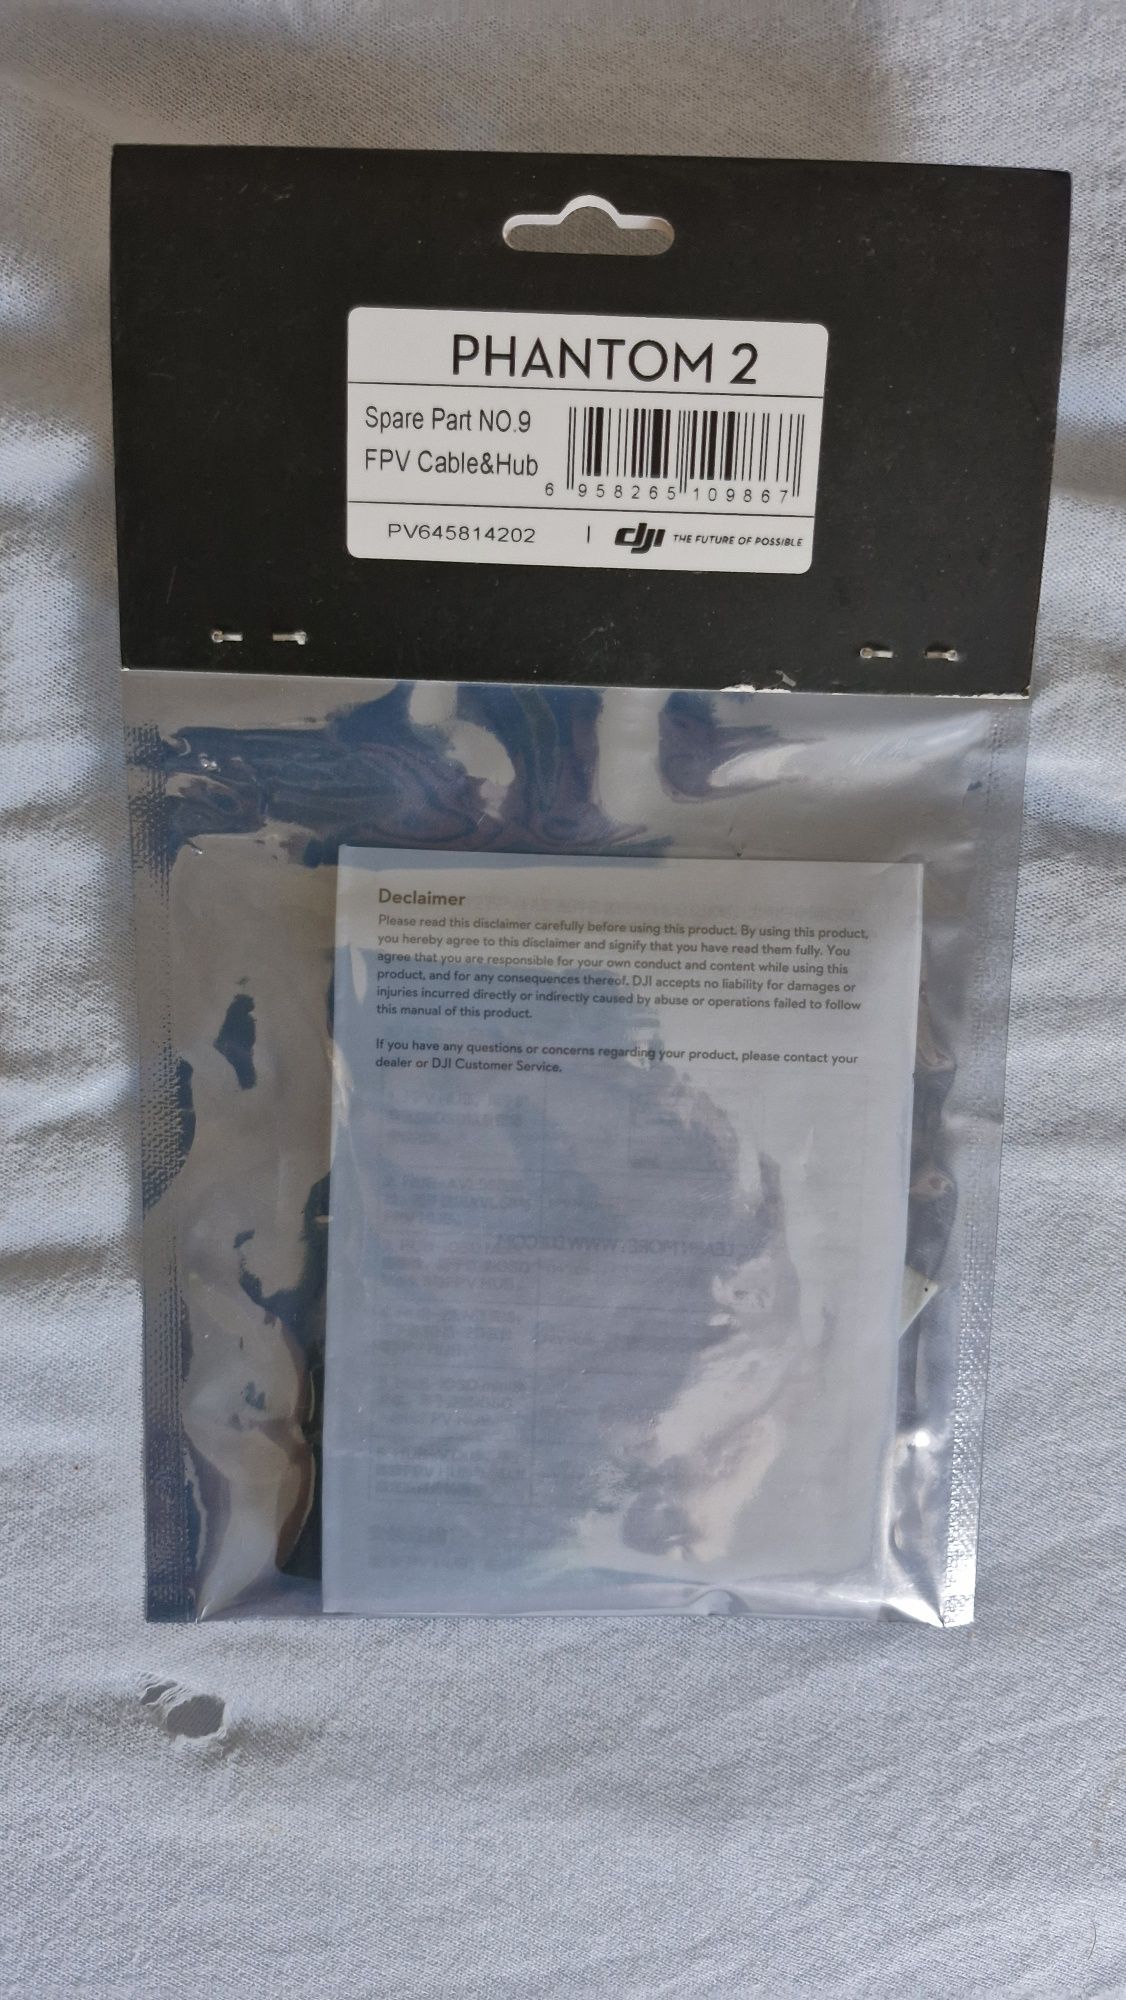 PHANTOM 2
Spare Part NO.9
FPV Cable&Hub
6 958265 109867
PV645814202 | dji THE FUTURE OF POSSIBLE
Declaimer
Please read this disclaimer carefully before using this product. By using this product,
you hereby agree to this disclaimer and signify that you have read them fully. You
agree that you are responsible for your own conduct and content while using this
product, and for any consequences thereof. DJI accepts no liability for damages or
injuries incurred directly or indirectly caused by abuse or operations failed to follow
this manual of this product.
If you have any questions or concerns regarding your product, please contact your
dealer or DJI Customer Service.